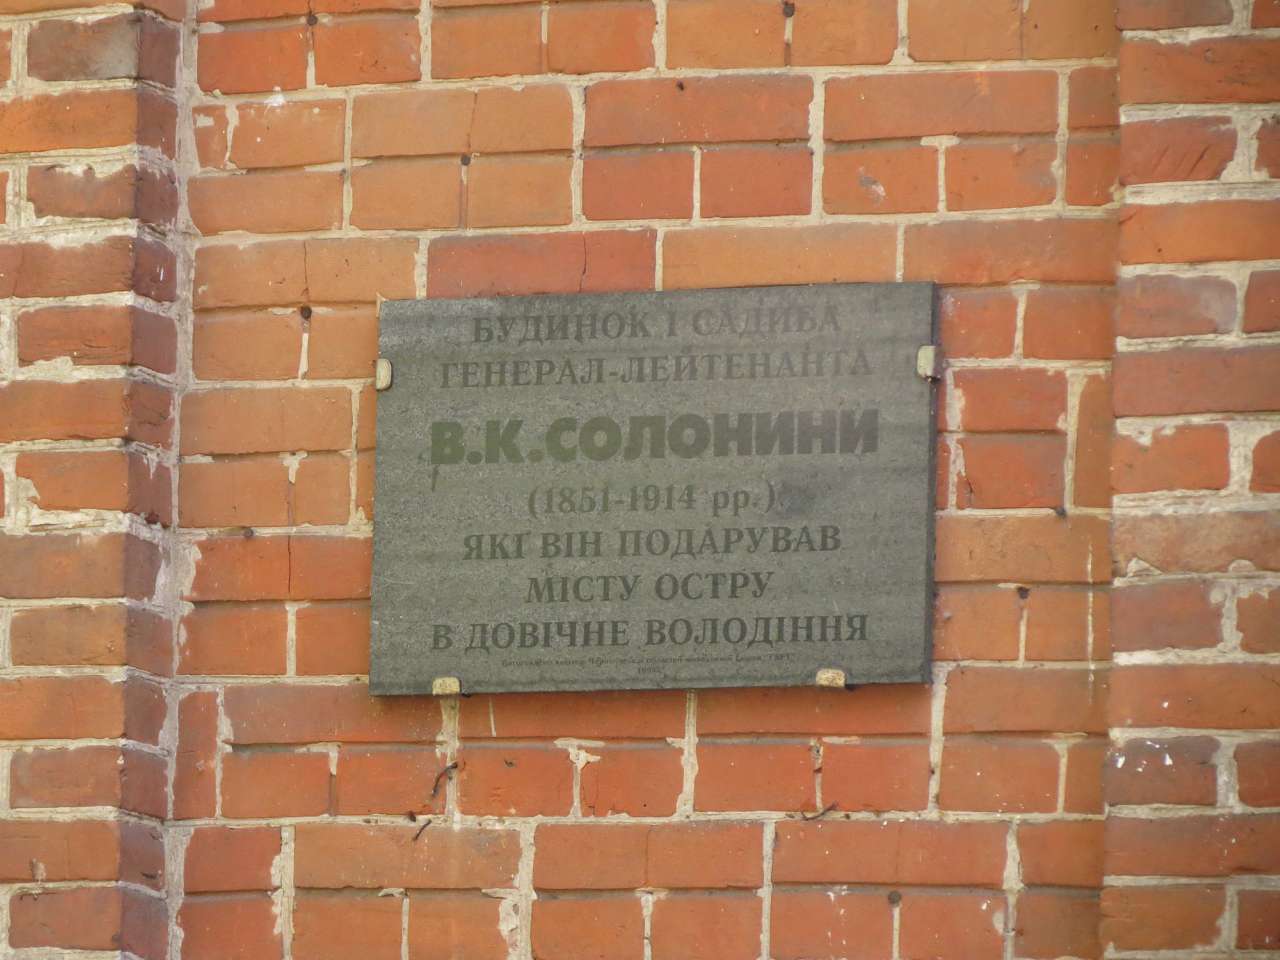 БУДИНОК І САДИБА
ГЕНЕРАЛ-ЛЕЙТЕНАНТА
В.К.СОЛОНИНИ
(1851-1914 рр.)
ЯКІ ВІН ПОДАРУВАВ
МІСТУ ОСТРУ
В ДОВІЧНЕ ВОЛОДІННЯ